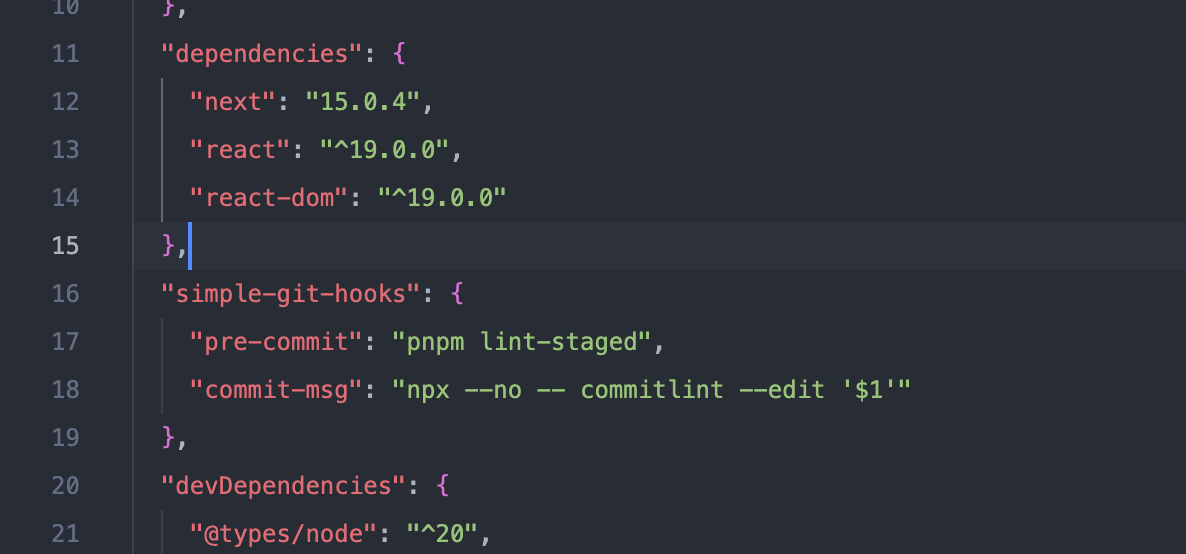 10 },
11 "dependencies": {
12 "next": "15.0.4",
13 "react": "^19.0.0",
14 "react-dom": "^19.0.0"
15 },
16 "simple-git-hooks": {
17 "pre-commit": "pnpm lint-staged",
18 "commit-msg": "npx --no -- commitlint --edit '$1'"
19 },
20 "devDependencies": {
21 "@types/node": "^20",